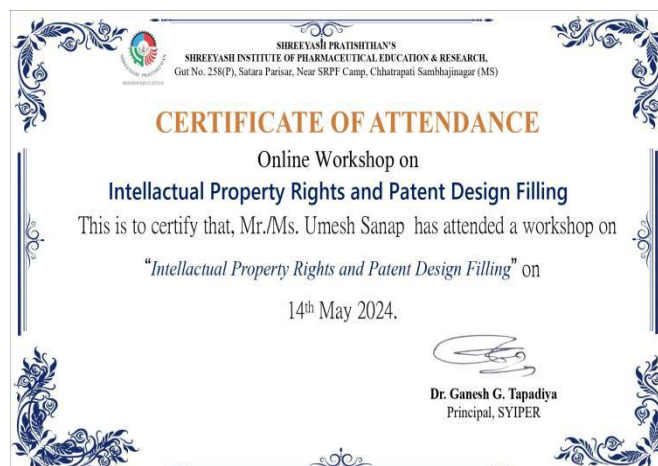 SHREEYASH PRATISHTHAN'S
SHREEYASH INSTITUTE OF PHARMACEUTICAL EDUCATION & RESEARCH,
Gut No. 258(P), Satara Parisar, Near SRPF Camp, Chhatrapati Sambhajinagar (MS)
SHREEYASH PRATISHTHAN
CERTIFICATE OF ATTENDANCE
Online Workshop on
Intellactual Property Rights and Patent Design Filling
This is to certify that, Mr./Ms. Umesh Sanap has attended a workshop on
"Intellactual Property Rights and Patent Design Filling" on
14th May 2024.
Dr. Ganesh G. Tapadiya
Principal, SYIPER